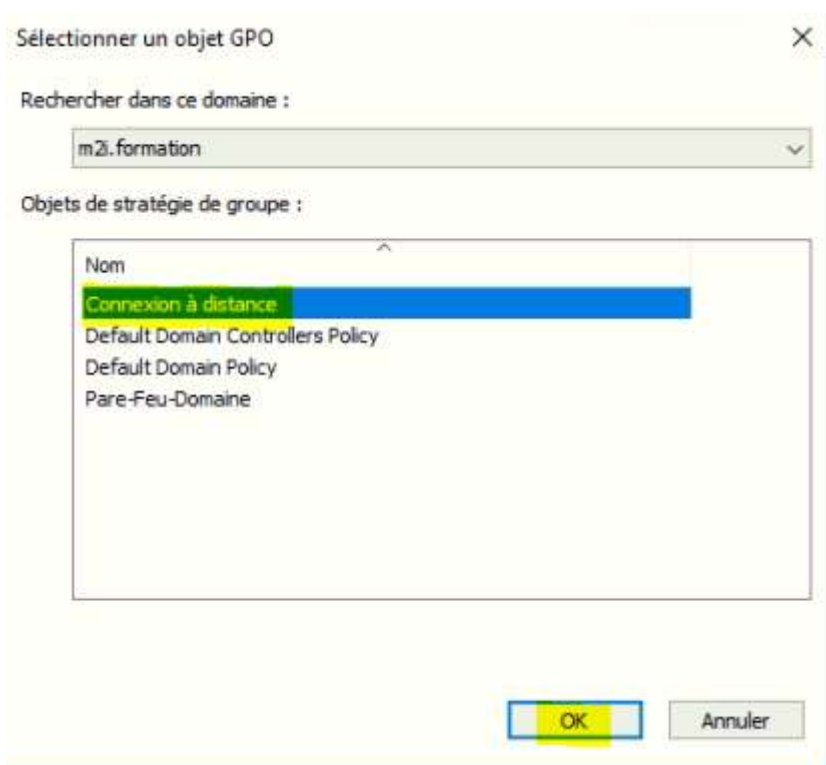 Sélectionner un objet GPO
Rechercher dans ce domaine :
m2i.formation
Objets de stratégie de groupe :
Nom
Connexion à distance
Default Domain Controllers Policy
Default Domain Policy
Pare-Feu-Domaine
OK
Annuler